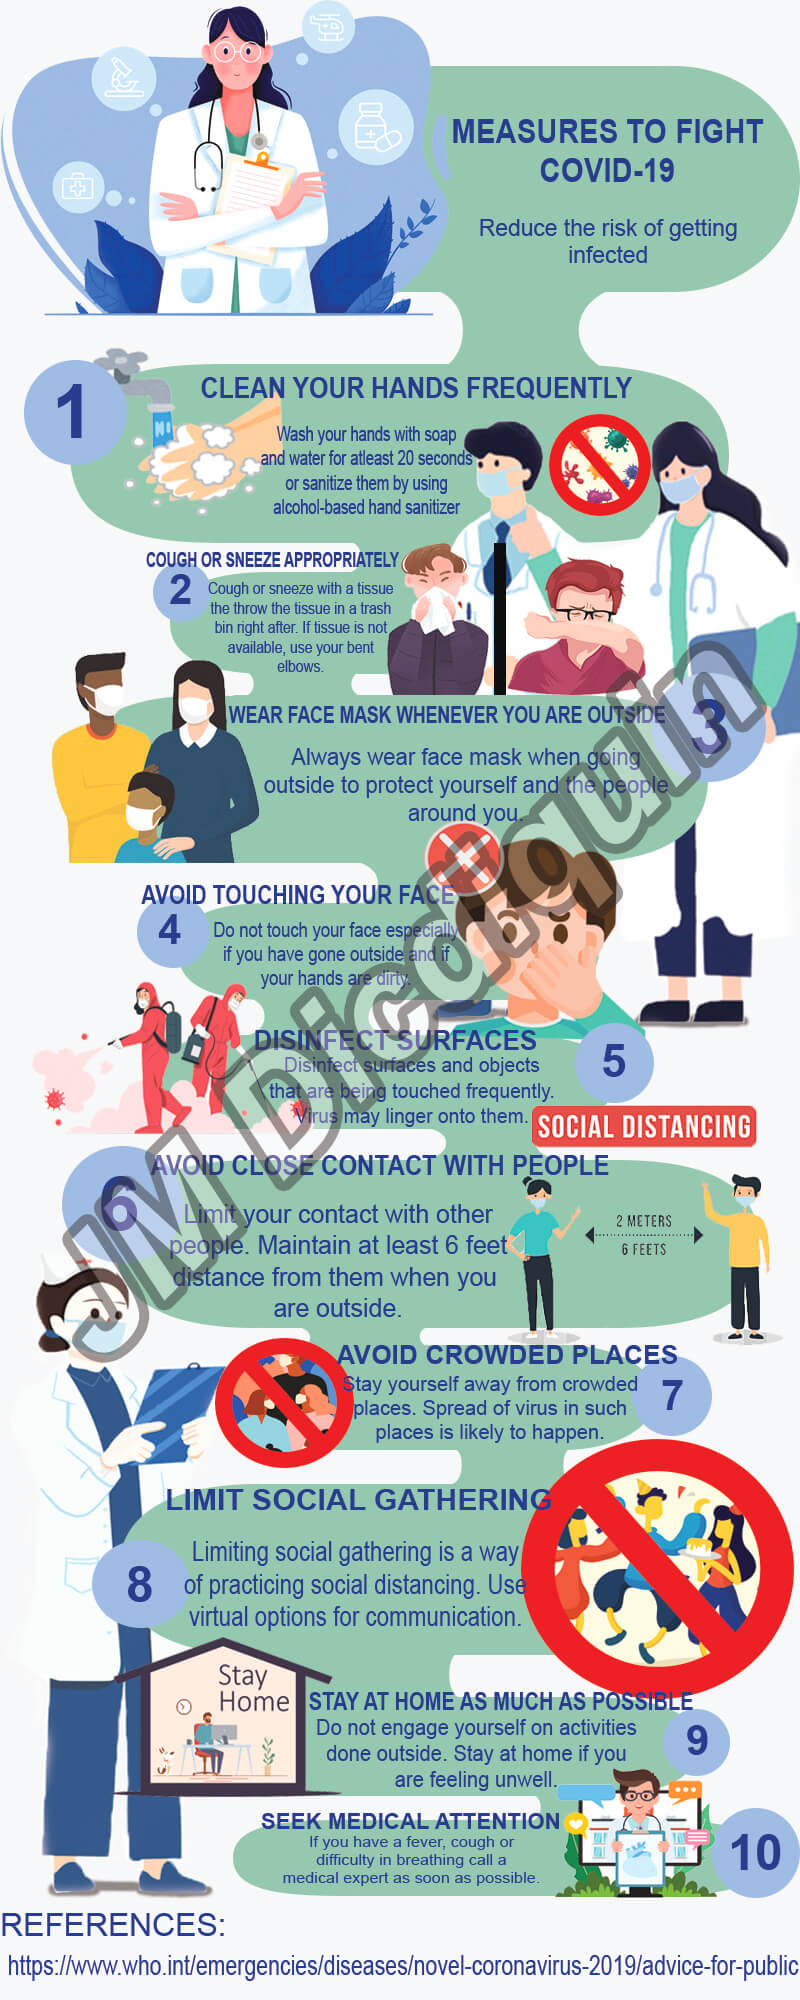 MEASURES TO FIGHT
COVID-19
Reduce the risk of getting
infected
1
CLEAN YOUR HANDS FREQUENTLY
Wash your hands with soap
and water for atleast 20 seconds
or sanitize them by using
alcohol-based hand sanitizer
COUGH OR SNEEZE APPROPRIATELY
2
Cough or sneeze with a tissue
the throw the tissue in a trash
bin right after. If tissue is not
available, use your bent
elbows.
WEAR FACE MASK WHENEVER YOU ARE OUTSIDE
3
Always wear face mask when going
outside to protect yourself and the people
around you.
AVOID TOUCHING YOUR FACE
4
Do not touch your face especially
if you have gone outside and if
your hands are dirty.
DISINFECT SURFACES
5
Disinfect surfaces and objects
that are being touched frequently.
Virus may linger onto them.
SOCIAL DISTANCING
AVOID CLOSE CONTACT WITH PEOPLE
6
Limit your contact with other
people. Maintain at least 6 feet
distance from them when you
are outside.
2 METERS
6 FEETS
AVOID CROWDED PLACES
7
Stay yourself away from crowded
places. Spread of virus in such
places is likely to happen.
LIMIT SOCIAL GATHERING
8
Limiting social gathering is a way
of practicing social distancing. Use
virtual options for communication.
Stay
Home
STAY AT HOME AS MUCH AS POSSIBLE
9
Do not engage yourself on activities
done outside. Stay at home if you
are feeling unwell.
SEEK MEDICAL ATTENTION
10
If you have a fever, cough or
difficulty in breathing call a
medical expert as soon as possible.
REFERENCES:
https://www.who.int/emergencies/diseases/novel-coronavirus-2019/advice-for-public
JM Dicdiquin